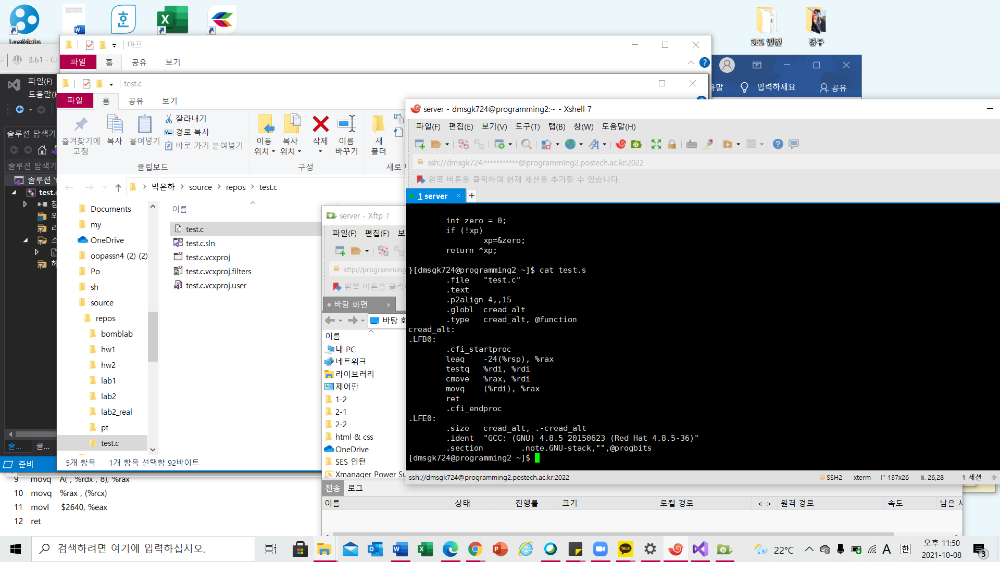 LogMeIn
SES 인턴
경주
마프
파일
홈
공유
보기
3.61 - CA
test.c
파일
홈
공유
보기
파일(F)
도움말(H
솔루션 탐색기
솔루션 탐색기
솔루션 '
test.c
즐겨찾기에
고정
복사
붙여넣기
잘라내기
경로 복사
바로 가기 붙여넣기
클립보드
이동
위치
복사
위치
삭제
이름
바꾸기
구성
새
폴더
새로
박은하 > source > repos > test.c
Documents
my
OneDrive
oopassn4 (2) (2)
Po
sh
source
repos
bomblab
hw1
hw2
lab1
lab2
lab2_real
pt
test.c
이름
test.c
test.c.sln
test.c.vcxproj
test.c.vcxproj.filters
test.c.vcxproj.user
5개 항목
1개 항목 선택함 92바이트
솔...
클...
준비
9 movq A( , %rdx , 8), %rax
10 movq %rax , (%rcx)
11 movl $2640, %eax
12 ret
입력하세요
공유
server - Xftp 7
파일(F)
편집(E)
보
sftp://programming
왼쪽 버튼을 클릭
바탕 화면
바탕 화
이름
내 PC
네트워크
라이브러리
제어판
1-2
2-1
2-2
html & css
OneDrive
SES 인턴
Xmanager Power Su
전송
로그
이름
상태
진행률
크기
로컬 경로
<->
원격 경로
속도
남은 시
server - dmsgk724@programming2:~ - Xshell 7
파일(F) 편집(E) 보기(V) 도구(T) 탭(B) 창(W) 도움말(H)
ssh://dmsgk724:***********@programming2.postech.ac.kr:2022
왼쪽 버튼을 클릭하여 현재 세션을 추가할 수 있습니다.
1 server
int zero = 0;
if (!xp)
xp=&zero;
return *xp;
}[dmsgk724@programming2 ~]$ cat test.s
.file "test.c"
.text
.p2align 4,,15
.globl cread_alt
.type cread_alt, @function
cread_alt:
.LFB0:
.cfi_startproc
leaq -24(%rsp), %rax
testq %rdi, %rdi
cmove %rax, %rdi
movq (%rdi), %rax
ret
.cfi_endproc
.LFE0:
.size cread_alt, .-cread_alt
.ident "GCC: (GNU) 4.8.5 20150623 (Red Hat 4.8.5-36)"
.section .note.GNU-stack,"",@progbits
[dmsgk724@programming2 ~]$
ssh://dmsgk724@programming2.postech.ac.kr:2022
SSH2
xterm
137x26
26,28
1 세션
검색하려면 여기에 입력하십시오.
TALK
22°C
A
한
오후 11:50
2021-10-08
3